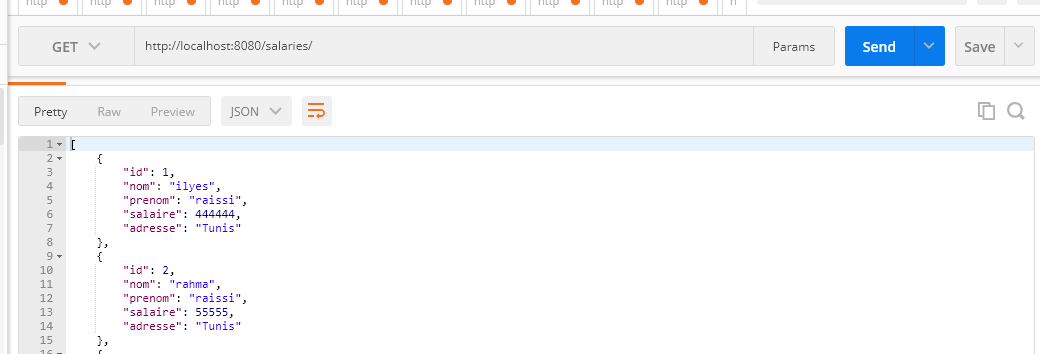 http http http http http http http http http http http h
GET http://localhost:8080/salaries/ Params Send Save
Pretty Raw Preview JSON
1 [
2 {
3 "id": 1,
4 "nom": "ilyes",
5 "prenom": "raissi",
6 "salaire": 444444,
7 "adresse": "Tunis"
8 },
9 {
10 "id": 2,
11 "nom": "rahma",
12 "prenom": "raissi",
13 "salaire": 55555,
14 "adresse": "Tunis"
15 },
16 {